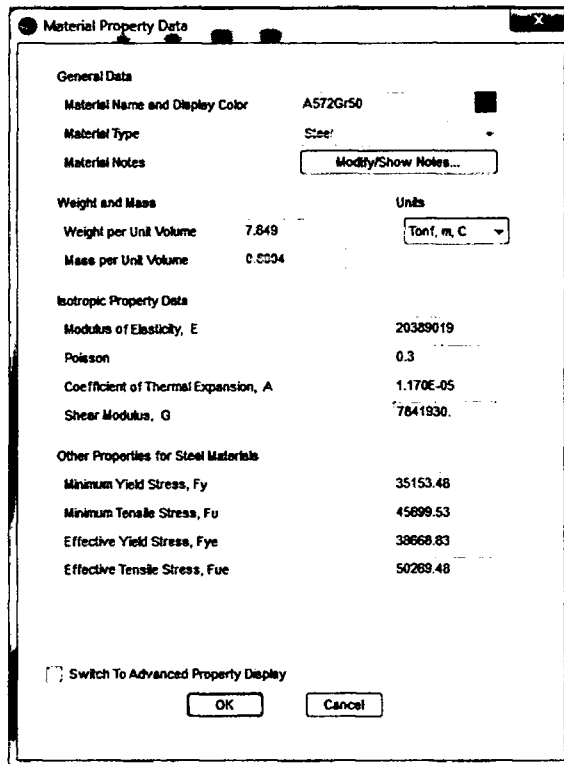 Material Property Data
X
General Data
Material Name and Display Color A572Gr50
Material Type Steel
Material Notes Modify/Show Notes...
Weight and Mass Units
Weight per Unit Volume 7.849 Tonf, m, C
Mass per Unit Volume 0.8004
Isotropic Property Data
Modulus of Elasticity, E 20389019
Poisson 0.3
Coefficient of Thermal Expansion, A 1.170E-05
Shear Modulus, G 7841930.
Other Properties for Steel Materials
Minimum Yield Stress, Fy 35153.48
Minimum Tensile Stress, Fu 45699.53
Effective Yield Stress, Fye 38668.83
Effective Tensile Stress, Fue 50269.48
Switch To Advanced Property Display
OK Cancel